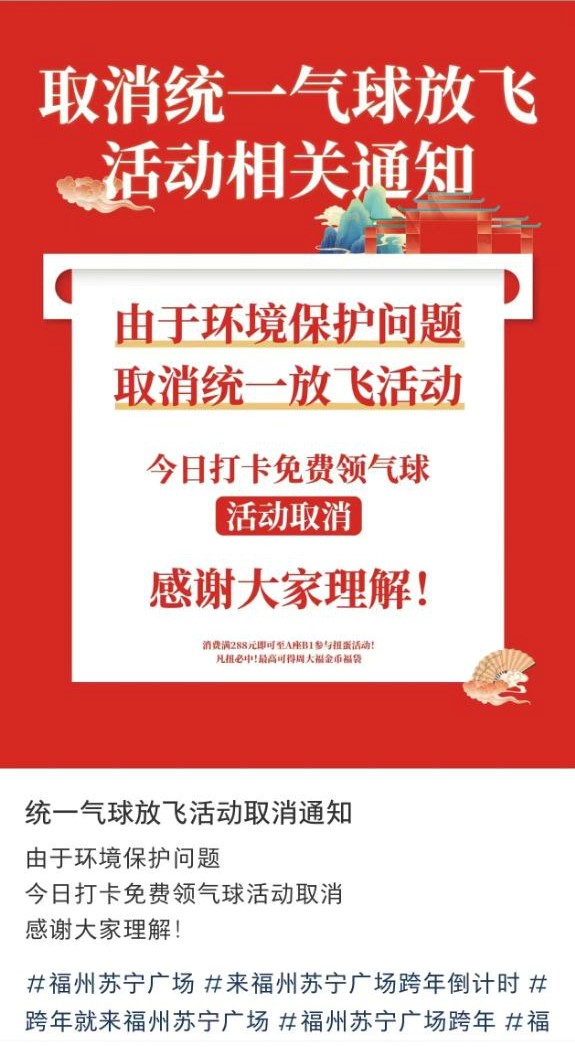 取消统一气球放飞
活动相关通知
由于环境保护问题
取消统一放飞活动
今日打卡免费领气球
活动取消
感谢大家理解！
消费满288元即可至A座B1参与扭蛋活动！
凡扭必中！最高可得周大福金币福袋
统一气球放飞活动取消通知
由于环境保护问题
今日打卡免费领气球活动取消
感谢大家理解！
#福州苏宁广场 #来福州苏宁广场跨年倒计时 #
跨年就来福州苏宁广场 #福州苏宁广场跨年 #福